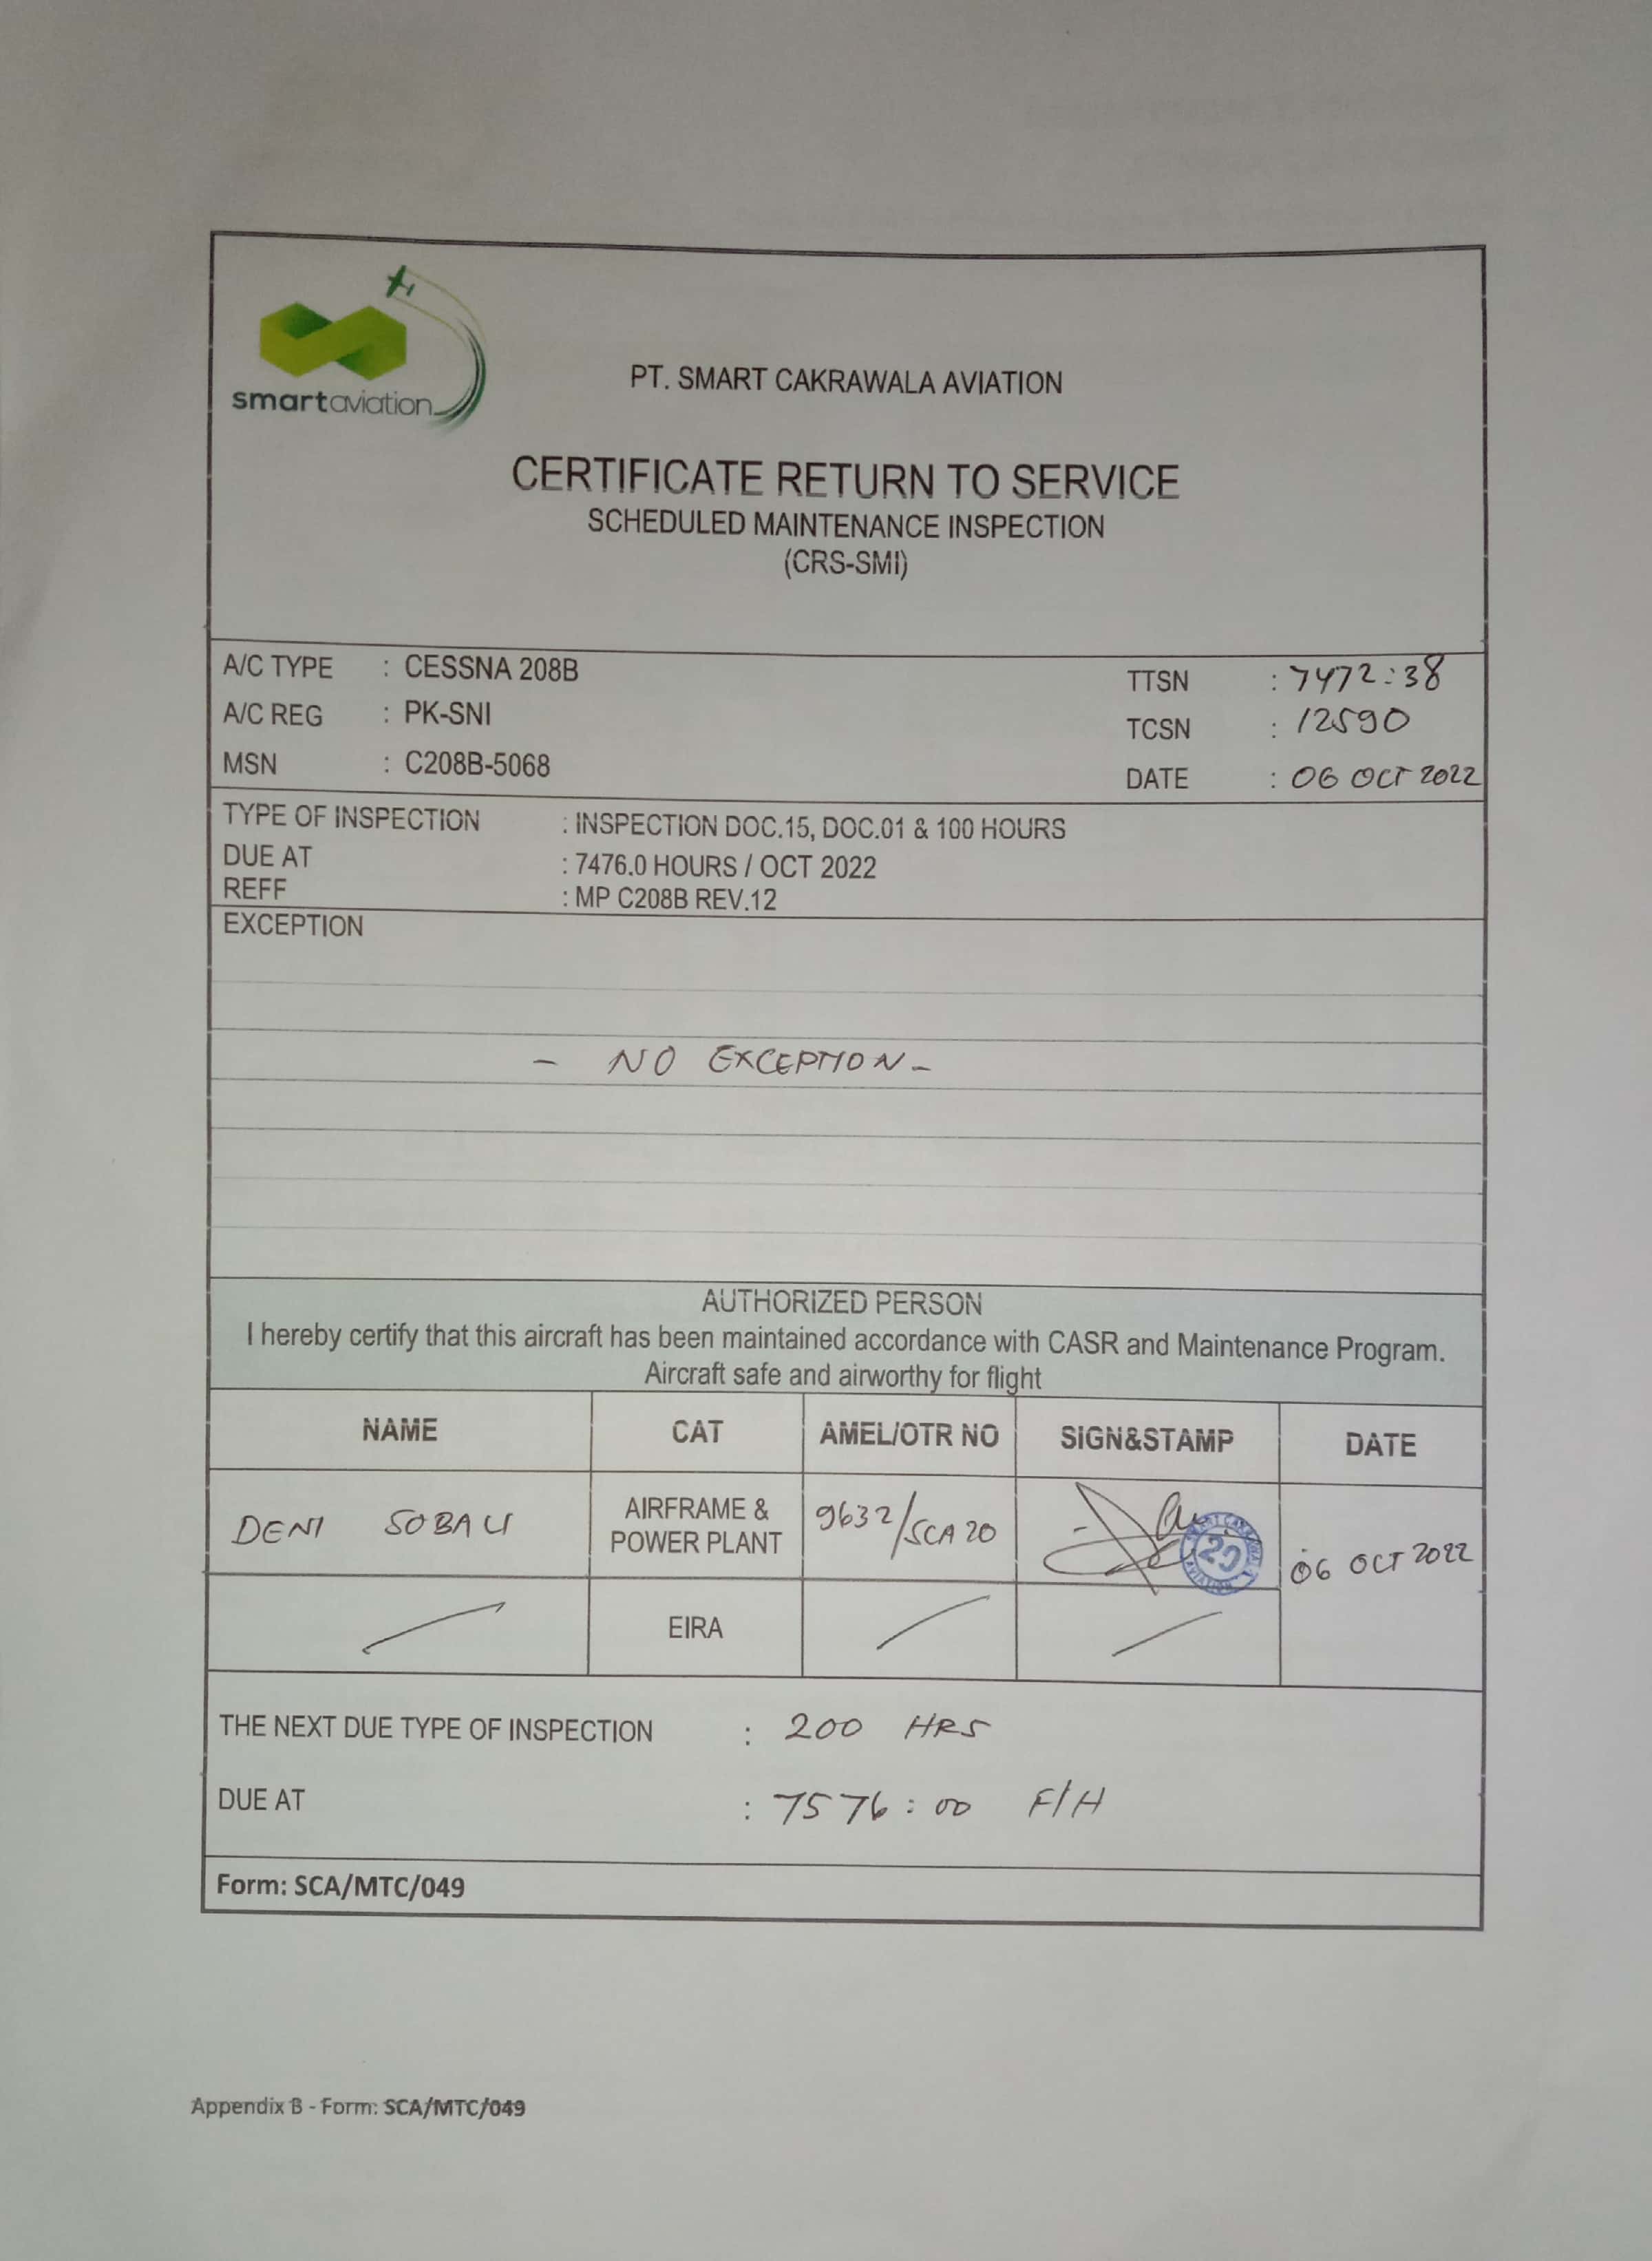 smartaviation
PT. SMART CAKRAWALA AVIATION
CERTIFICATE RETURN TO SERVICE
SCHEDULED MAINTENANCE INSPECTION
(CRS-SMI)
A/C TYPE : CESSNA 208B TTSN : 7472:38
A/C REG : PK-SNI TCSN : 12590
MSN : C208B-5068 DATE : 06 OCT 2022
TYPE OF INSPECTION : INSPECTION DOC.15, DOC.01 & 100 HOURS
DUE AT : 7476.0 HOURS / OCT 2022
REFF : MP C208B REV.12
EXCEPTION
- NO EXCEPTION -
AUTHORIZED PERSON
I hereby certify that this aircraft has been maintained accordance with CASR and Maintenance Program.
Aircraft safe and airworthy for flight
NAME CAT AMEL/OTR NO SIGN&STAMP DATE
DENI SOBALI AIRFRAME & POWER PLANT 9632/SCA 20 20 AVIATION 06 OCT 2022
EIRA
THE NEXT DUE TYPE OF INSPECTION : 200 HRS
DUE AT : 7576:00 F/H
Form: SCA/MTC/049
Appendix B - Form: SCA/MTC/049